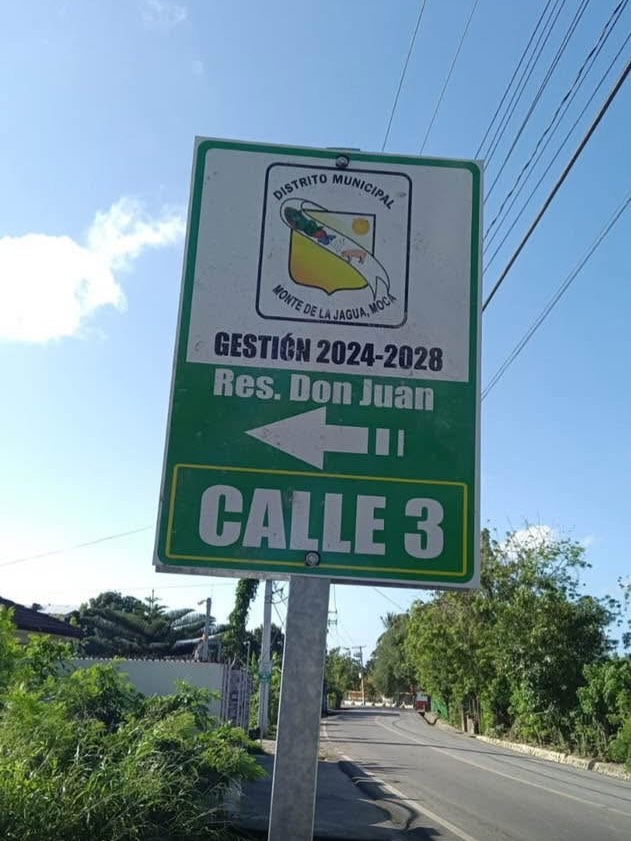 DISTRITO MUNICIPAL
MONTE DE LA JAGUA, MOCA
GESTIÓN 2024-2028
Res. Don Juan
CALLE 3